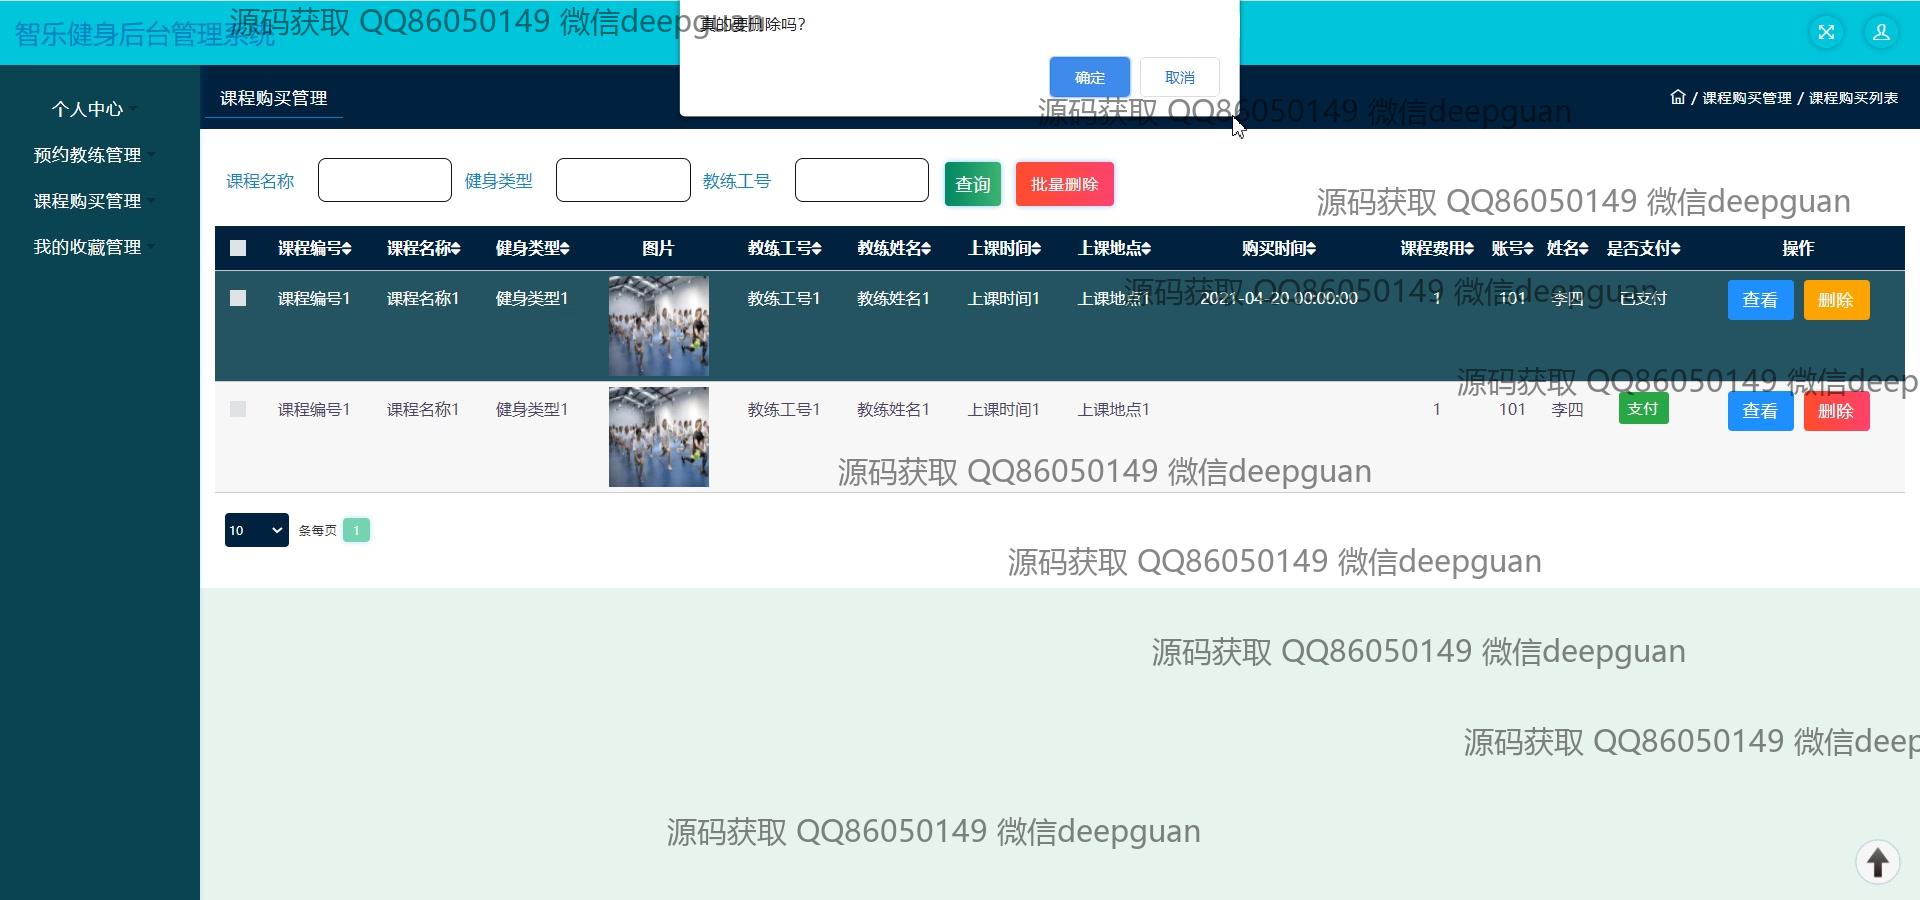 智乐健身后台管理系统
源码获取 QQ86050149 微信deepguan
真的要删除吗?
确定 取消
个人中心
预约教练管理
课程购买管理
我的收藏管理
课程购买管理
/ 课程购买管理 / 课程购买列表
源码获取 QQ86050149 微信deepguan
课程名称 健身类型 教练工号 查询 批量删除
源码获取 QQ86050149 微信deepguan
课程编号 课程名称 健身类型 图片 教练工号 教练姓名 上课时间 上课地点 购买时间 课程费用 账号 姓名 是否支付 操作
课程编号1 课程名称1 健身类型1 教练工号1 教练姓名1 上课时间1 上课地点1 2021-04-20 00:00:00 1 101 李四 已支付 查看 删除
源码获取 QQ86050149 微信deepguan
源码获取 QQ86050149 微信deep
课程编号1 课程名称1 健身类型1 教练工号1 教练姓名1 上课时间1 上课地点1 1 101 李四 支付 查看 删除
源码获取 QQ86050149 微信deepguan
10 条每页 1
源码获取 QQ86050149 微信deepguan
源码获取 QQ86050149 微信deepguan
源码获取 QQ86050149 微信deep
源码获取 QQ86050149 微信deepguan